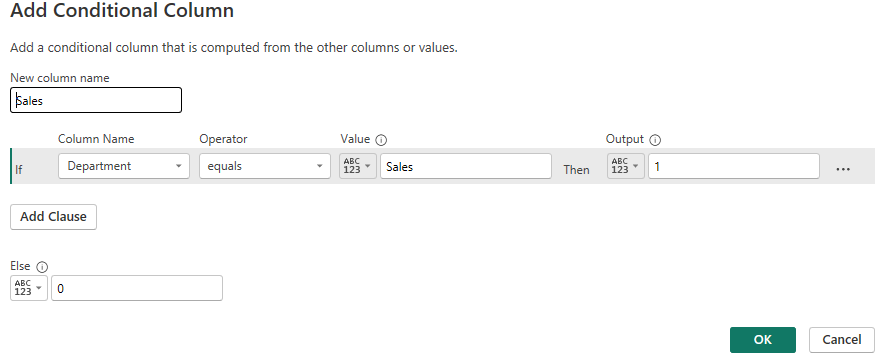 Add Conditional Column
Add a conditional column that is computed from the other columns or values.
New column name
Sales
Column Name Operator Value Output
If Department equals ABC 123 Sales Then ABC 123 1 ...
Add Clause
Else
ABC 123 0
OK Cancel